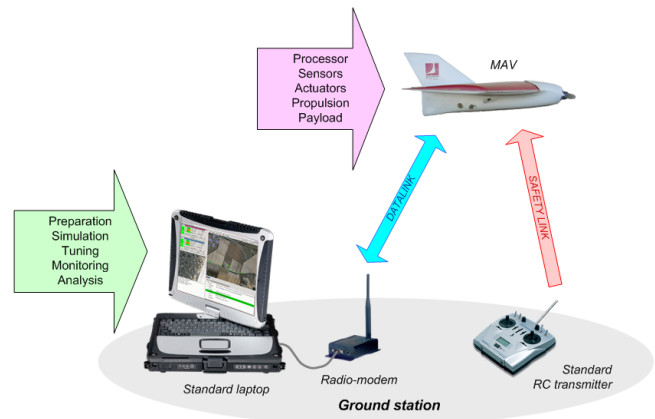 Processor
Sensors
Actuators
Propulsion
Payload
MAV
DATALINK
SAFETY LINK
Preparation
Simulation
Tuning
Monitoring
Analysis
Standard laptop
Radio-modem
Standard
RC transmitter
Ground station